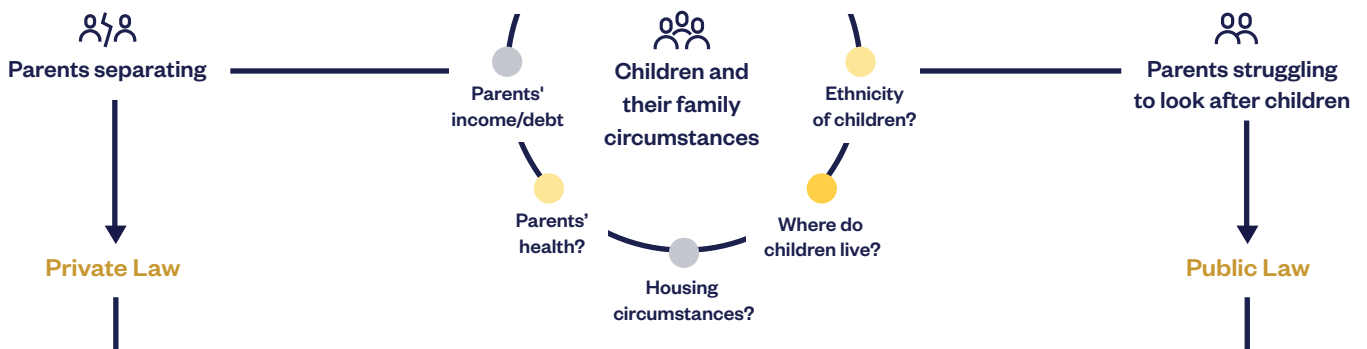 Parents separating
Private Law
Parents'
income/debt
Parents’
health?
Housing
circumstances?
Children and
their family
circumstances
Ethnicity
of children?
Where do
children live?
Parents struggling
to look after children
Public Law